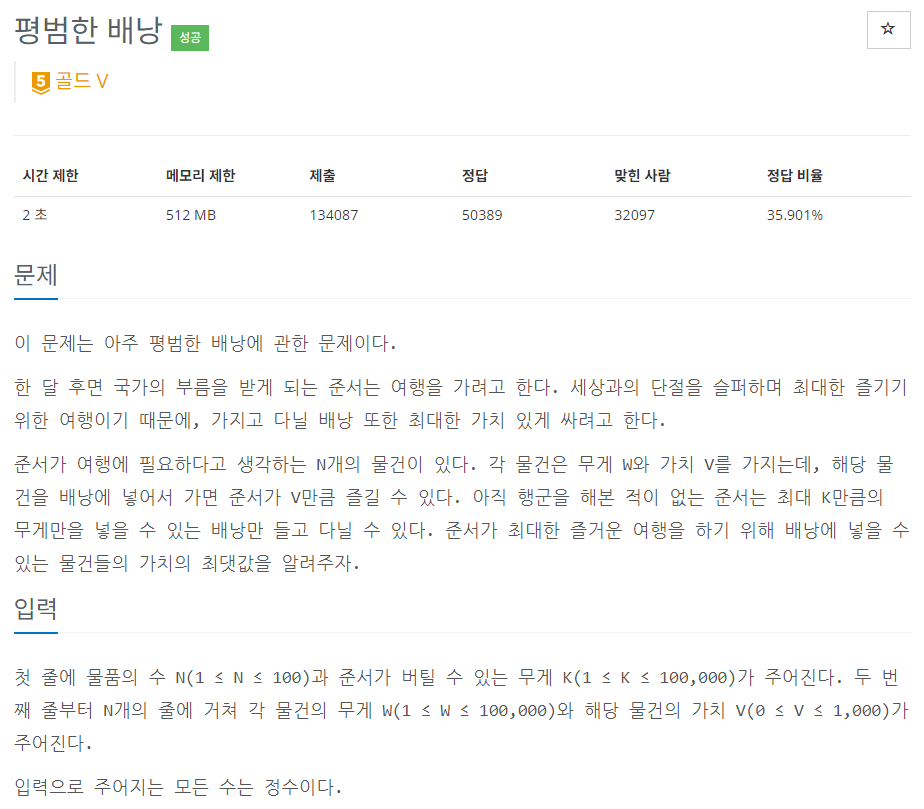 평범한 배낭 성공
☆
5 골드 V
시간 제한 메모리 제한 제출 정답 맞힌 사람 정답 비율
2 초 512 MB 134087 50389 32097 35.901%
문제
이 문제는 아주 평범한 배낭에 관한 문제이다.
한 달 후면 국가의 부름을 받게 되는 준서는 여행을 가려고 한다. 세상과의 단절을 슬퍼하며 최대한 즐기기
위한 여행이기 때문에, 가지고 다닐 배낭 또한 최대한 가치 있게 싸려고 한다.
준서가 여행에 필요하다고 생각하는 N개의 물건이 있다. 각 물건은 무게 W와 가치 V를 가지는데, 해당 물
건을 배낭에 넣어서 가면 준서가 V만큼 즐길 수 있다. 아직 행군을 해본 적이 없는 준서는 최대 K만큼의
무게만을 넣을 수 있는 배낭만 들고 다닐 수 있다. 준서가 최대한 즐거운 여행을 하기 위해 배낭에 넣을 수
있는 물건들의 가치의 최댓값을 알려주자.
입력
첫 줄에 물품의 수 N(1 ≤ N ≤ 100)과 준서가 버틸 수 있는 무게 K(1 ≤ K ≤ 100,000)가 주어진다. 두 번
째 줄부터 N개의 줄에 거쳐 각 물건의 무게 W(1 ≤ W ≤ 100,000)와 해당 물건의 가치 V(0 ≤ V ≤ 1,000)가
주어진다.
입력으로 주어지는 모든 수는 정수이다.